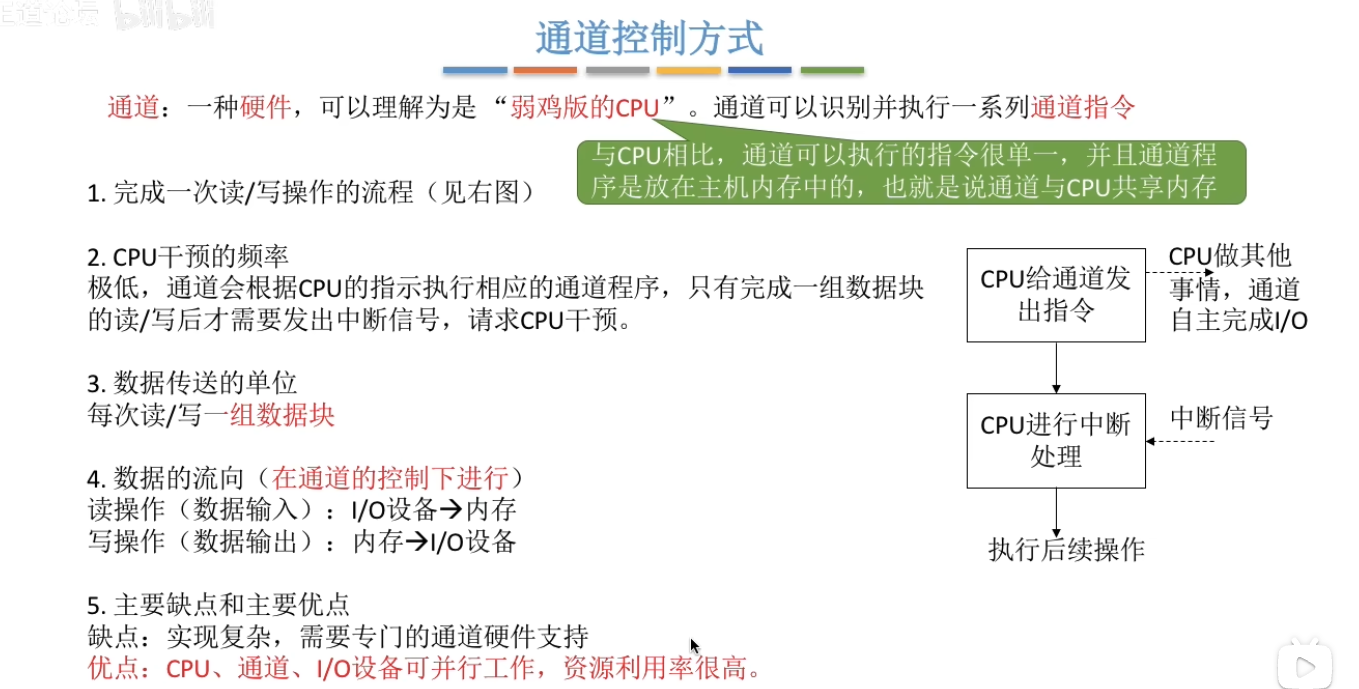 bilibili
通道控制方式
通道：一种硬件，可以理解为是“弱鸡版的CPU”。通道可以识别并执行一系列通道指令
与CPU相比，通道可以执行的指令很单一，并且通道程
序是放在主机内存中的，也就是说通道与CPU共享内存
1. 完成一次读/写操作的流程（见右图）
2. CPU干预的频率
极低，通道会根据CPU的指示执行相应的通道程序，只有完成一组数据块
的读/写后才需要发出中断信号，请求CPU干预。
3. 数据传送的单位
每次读/写一组数据块
4. 数据的流向（在通道的控制下进行）
读操作（数据输入）：I/O设备→内存
写操作（数据输出）：内存→I/O设备
5. 主要缺点和主要优点
缺点：实现复杂，需要专门的通道硬件支持
优点：CPU、通道、I/O设备可并行工作，资源利用率很高。
CPU给通道发
出指令
CPU做其他
事情，通道
自主完成I/O
CPU进行中断
处理
中断信号
执行后续操作